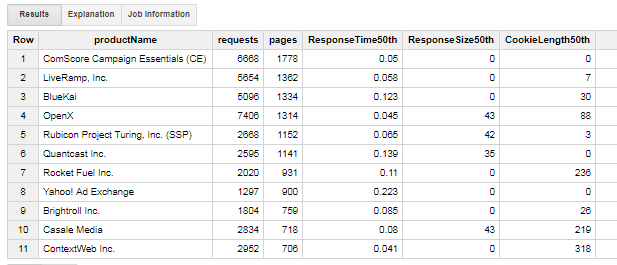 Results Explanation Job Information
Row productName requests pages ResponseTime50th ResponseSize50th CookieLength50th
1 ComScore Campaign Essentials (CE) 6668 1778 0.05 0 0
2 LiveRamp, Inc. 5654 1362 0.058 0 7
3 BlueKai 5096 1334 0.123 0 30
4 OpenX 7406 1314 0.045 43 88
5 Rubicon Project Turing, Inc. (SSP) 2668 1152 0.065 42 3
6 Quantcast Inc. 2595 1141 0.139 35 0
7 Rocket Fuel Inc. 2020 931 0.11 0 236
8 Yahoo! Ad Exchange 1297 900 0.223 0 0
9 Brightroll Inc. 1804 759 0.085 0 26
10 Casale Media 2834 718 0.08 43 219
11 ContextWeb Inc. 2952 706 0.041 0 318